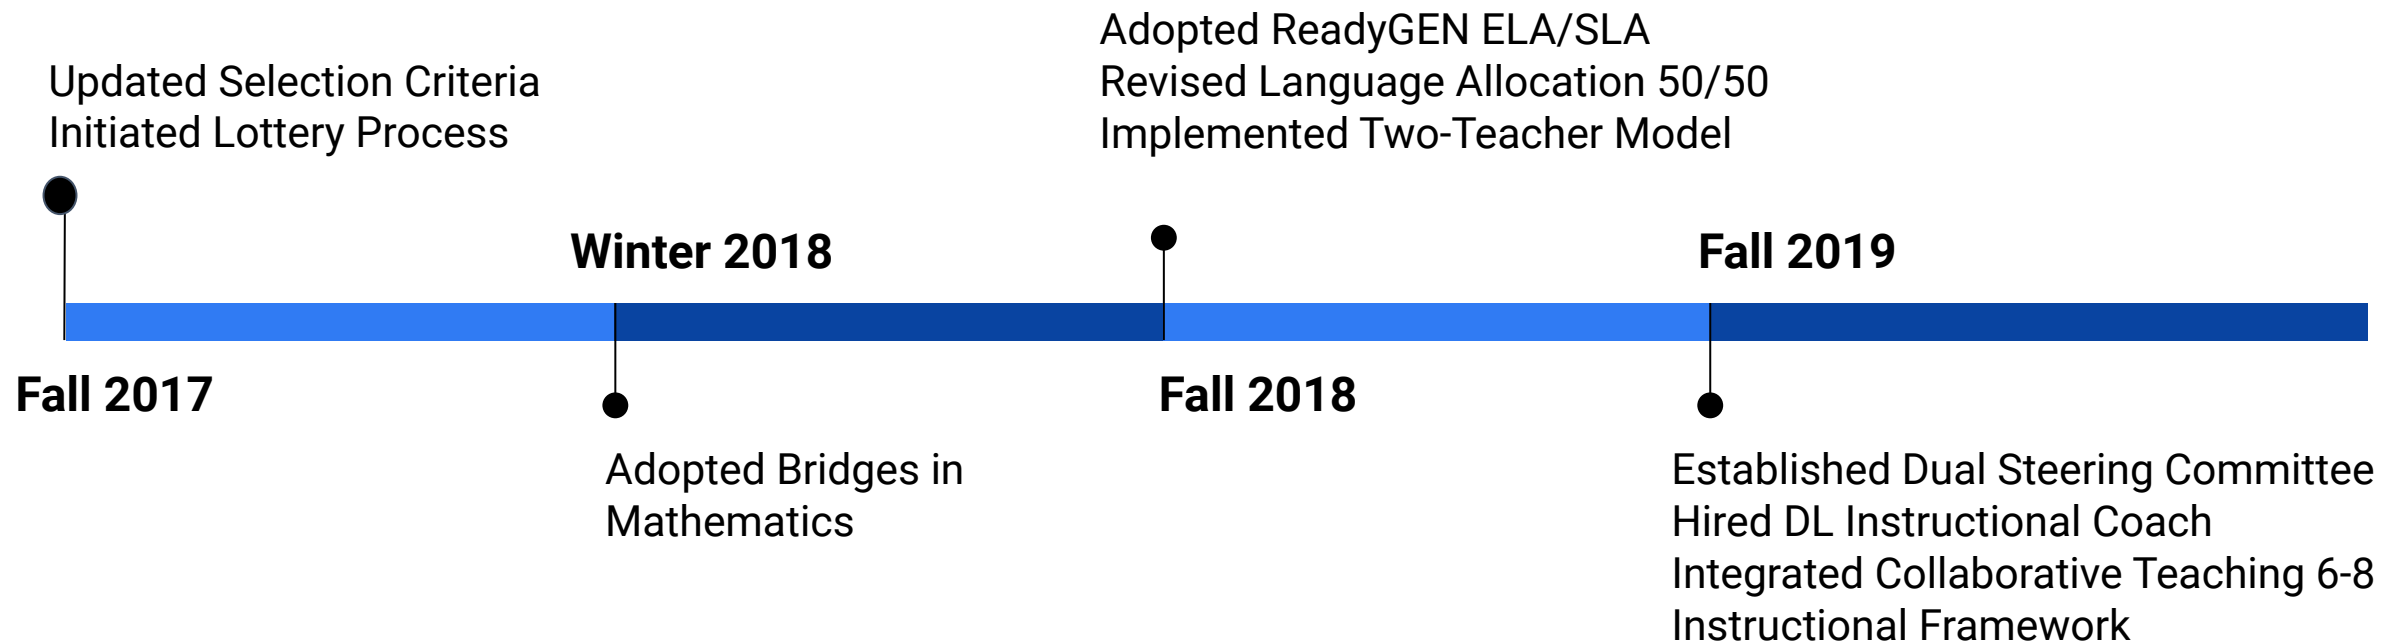 Updated Selection Criteria
Initiated Lottery Process
Fall 2017
Winter 2018
Adopted Bridges in
Mathematics
Adopted ReadyGEN ELA/SLA
Revised Language Allocation 50/50
Implemented Two-Teacher Model
Fall 2018
Fall 2019
Established Dual Steering Committee
Hired DL Instructional Coach
Integrated Collaborative Teaching 6-8
Instructional Framework